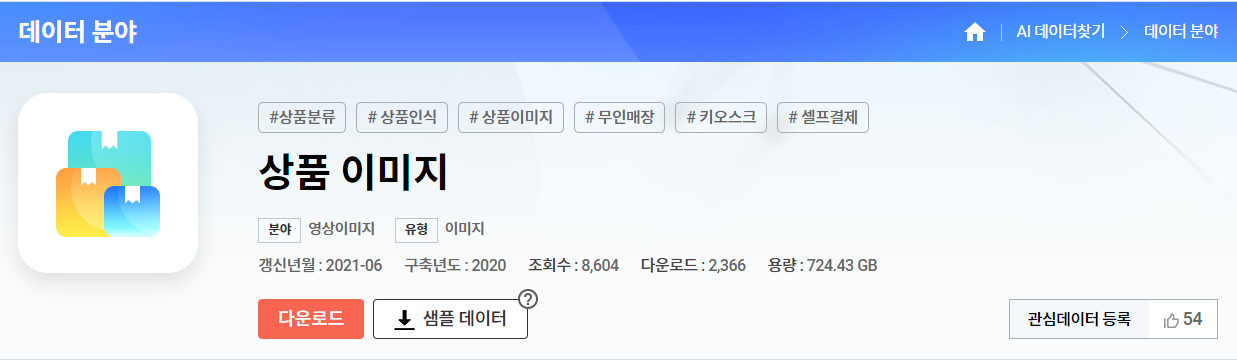 데이터 분야
AI 데이터찾기 > 데이터 분야
#상품분류 # 상품인식 # 상품이미지 # 무인매장 # 키오스크 # 셀프결제
상품 이미지
분야 영상이미지 유형 이미지
갱신년월 : 2021-06 구축년도 : 2020 조회수 : 8,604 다운로드 : 2,366 용량 : 724.43 GB
다운로드 샘플 데이터 ? 관심데이터 등록 54